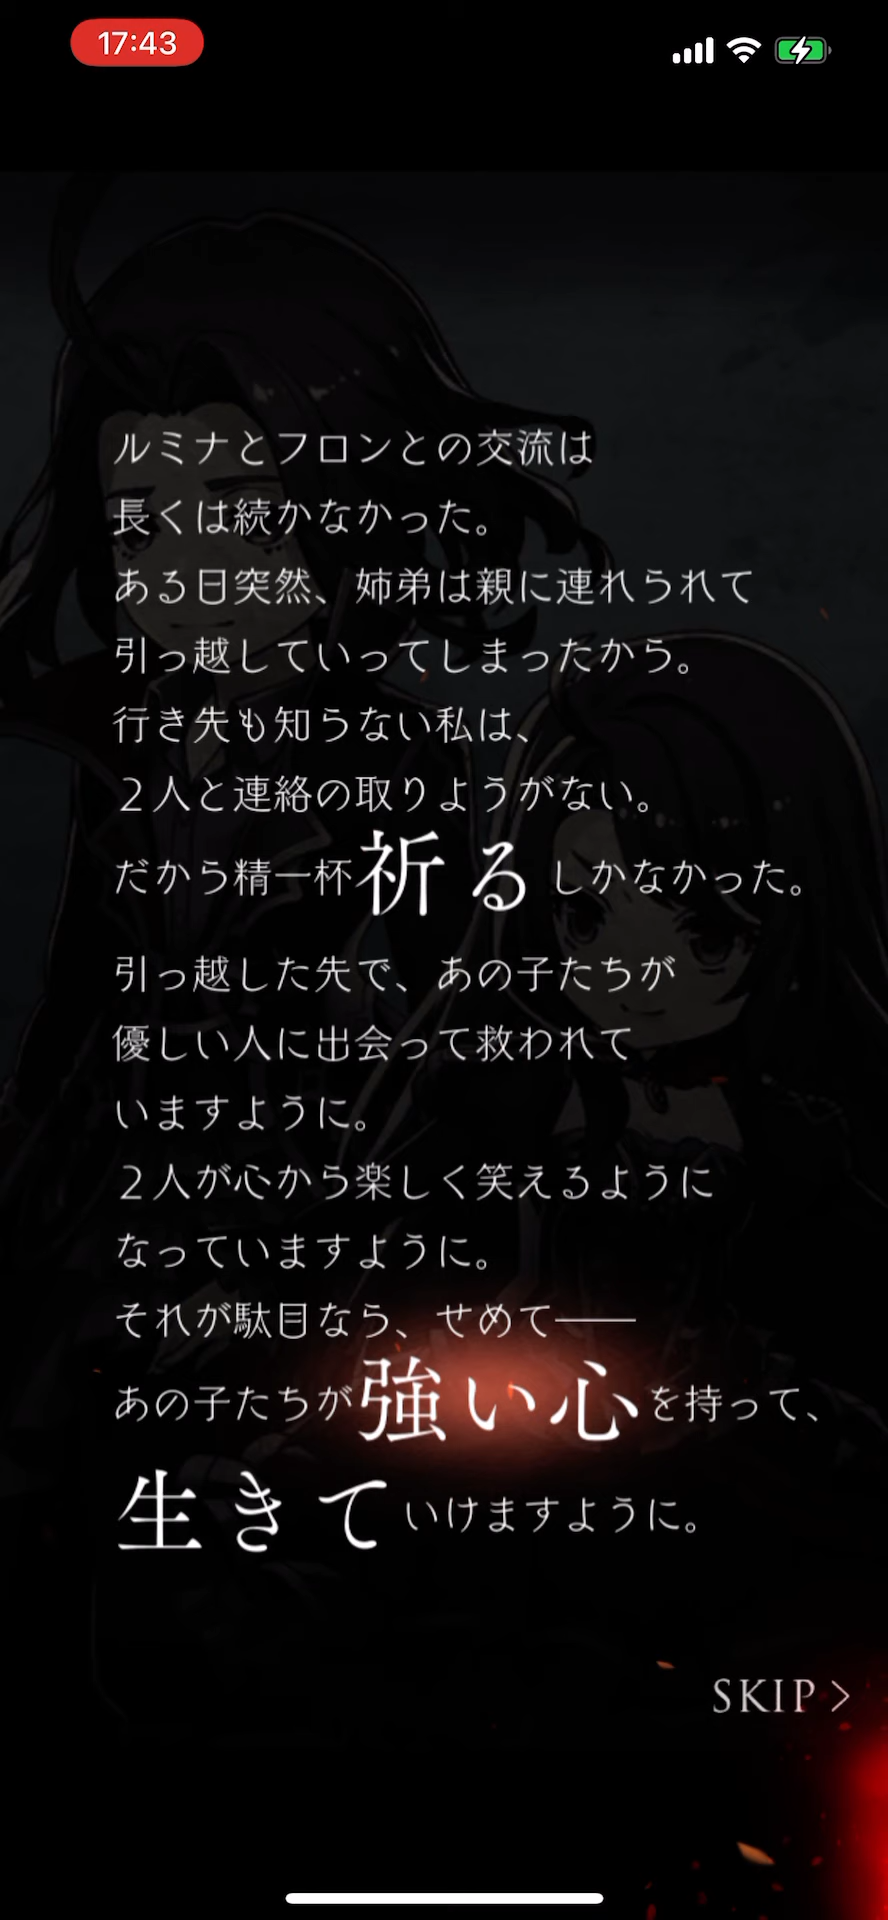 17:43
ルミナとフロンとの交流は
長くは続かなかった。
ある日突然、姉弟は親に連れられて
引っ越していってしまったから。
行き先も知らない私は、
２人と連絡の取りようがない。
だから精一杯祈るしかなかった。
引っ越した先で、あの子たちが
優しい人に出会って救われて
いますように。
２人が心から楽しく笑えるように
なっていますように。
それが駄目なら、せめて――
あの子たちが強い心を持って、
生きていけますように。
SKIP >